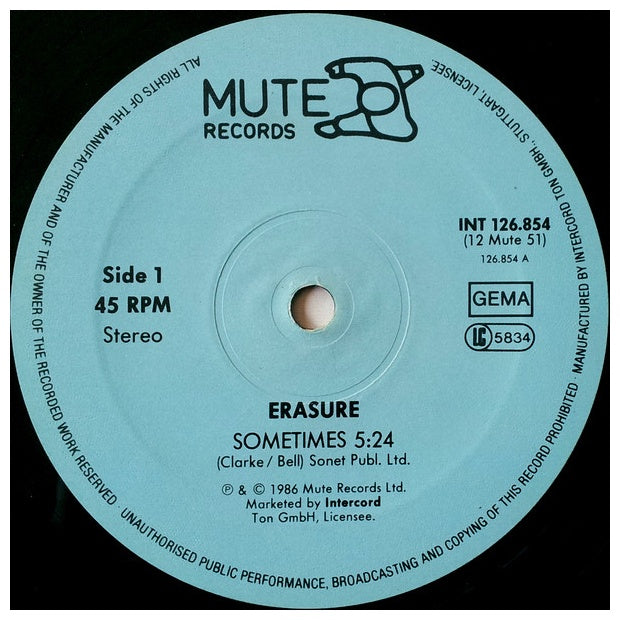 MUTE
RECORDS
INT 126.854
(12 Mute 51)
126.854 A
Side 1
45 RPM
Stereo
GEMA
LC 5834
ERASURE
SOMETIMES 5:24
(Clarke / Bell) Sonet Publ. Ltd.
℗ & © 1986 Mute Records Ltd.
Marketed by Intercord
Ton GmbH, Licensee.
ALL RIGHTS OF THE MANUFACTURER AND OF THE OWNER OF THE RECORDED WORK RESERVED · UNAUTHORISED PUBLIC PERFORMANCE, BROADCASTING AND COPYING OF THIS RECORD PROHIBITED · MANUFACTURED BY INTERCORD TON GMBH, STUTTGART, LICENSEE.